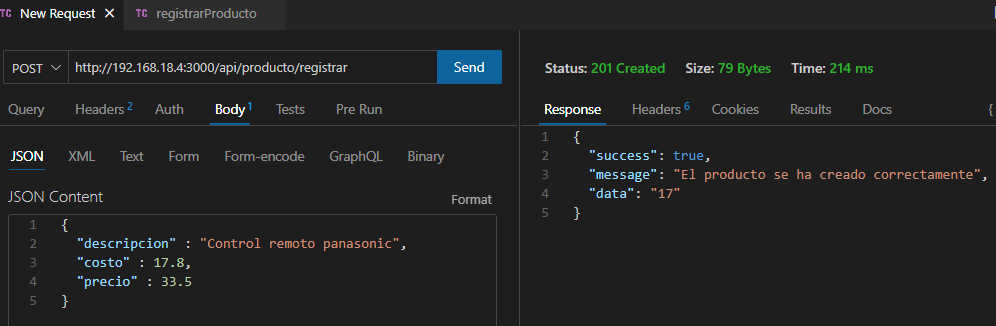 TC New Request ✕ TC registrarProducto
POST http://192.168.18.4:3000/api/producto/registrar Send
Query Headers 2 Auth Body 1 Tests Pre Run
JSON XML Text Form Form-encode GraphQL Binary
JSON Content Format
1 {
2 "descripcion" : "Control remoto panasonic",
3 "costo" : 17.8,
4 "precio" : 33.5
5 }
Status: 201 Created Size: 79 Bytes Time: 214 ms
Response Headers 6 Cookies Results Docs {
1 {
2 "success": true,
3 "message": "El producto se ha creado correctamente",
4 "data": "17"
5 }